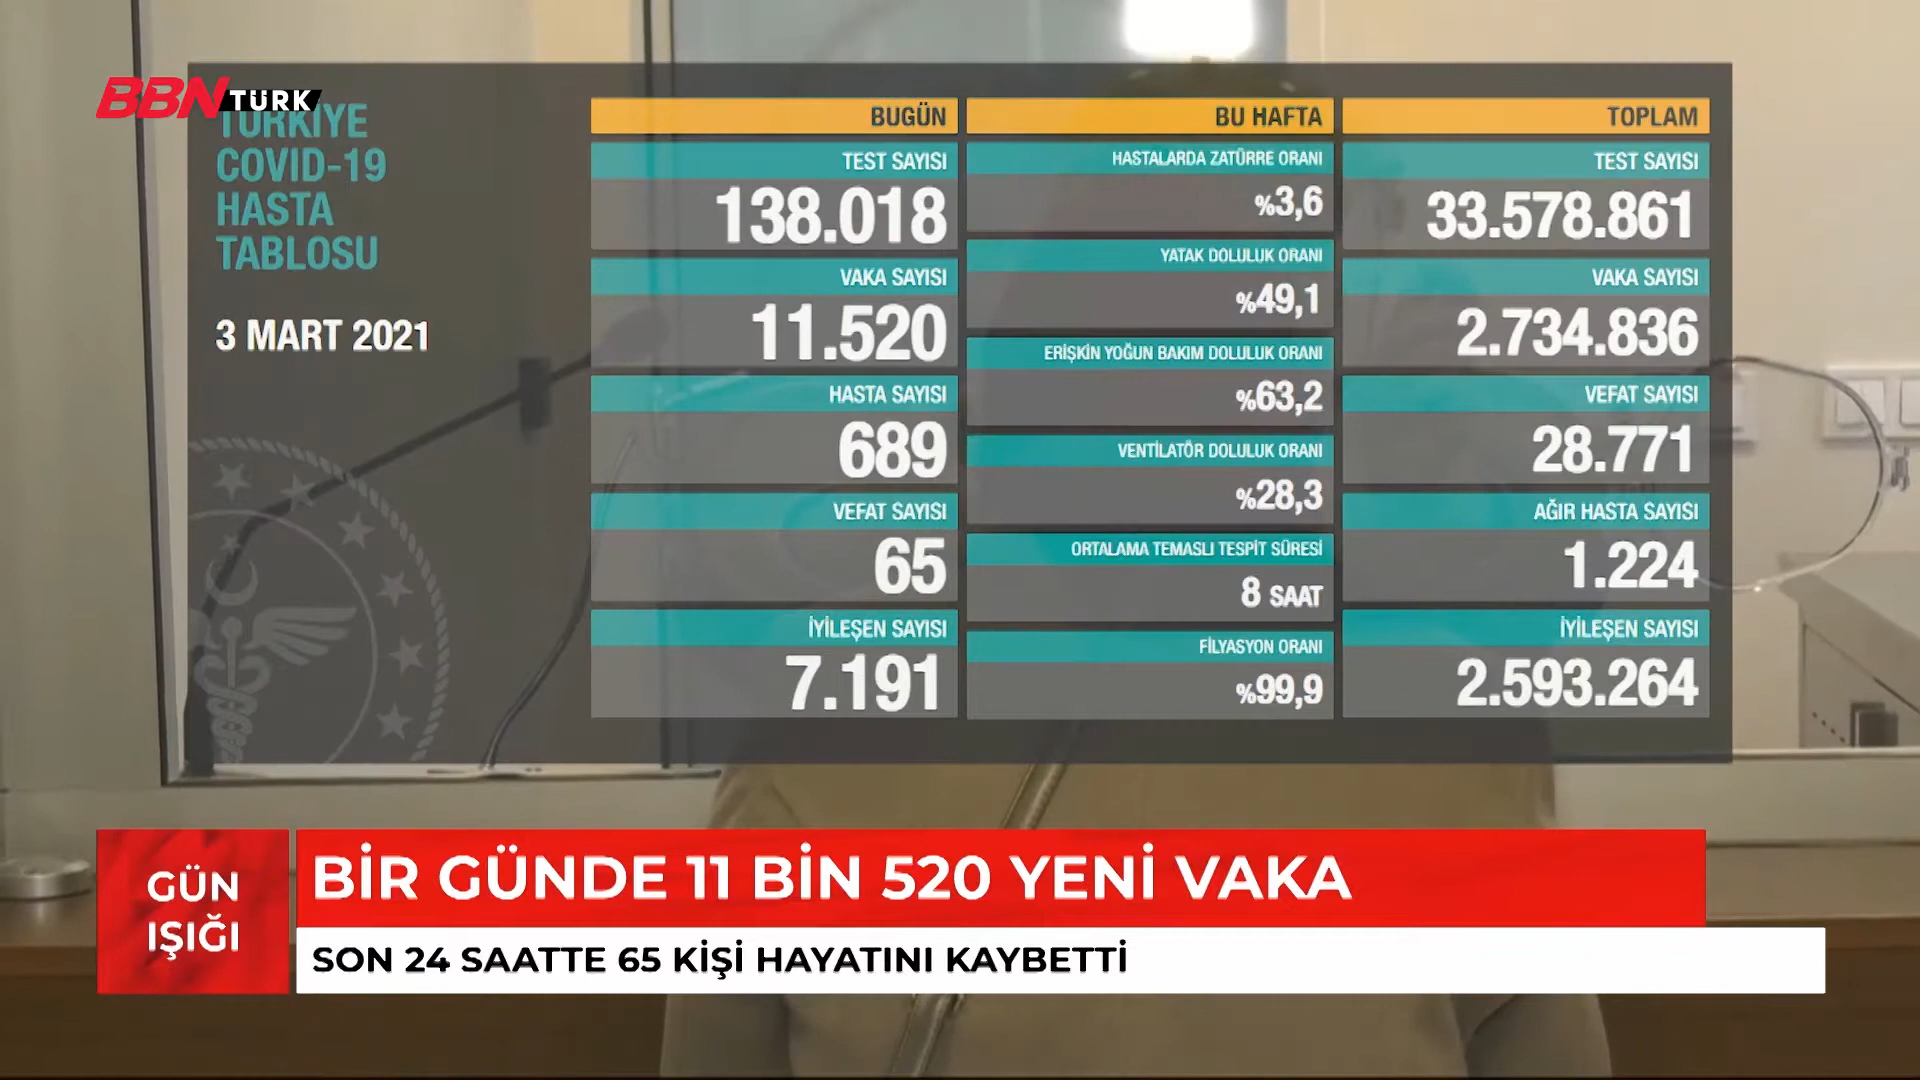 BBN TURK
TÜRKİYE
COVID-19
HASTA
TABLOSU
3 MART 2021
BUGÜN
TEST SAYISI
138.018
VAKA SAYISI
11.520
HASTA SAYISI
689
VEFAT SAYISI
65
İYİLEŞEN SAYISI
7.191
BU HAFTA
HASTALARDA ZATÜRRE ORANI
%3,6
YATAK DOLULUK ORANI
%49,1
ERİŞKİN YOĞUN BAKIM DOLULUK ORANI
%63,2
VENTİLATÖR DOLULUK ORANI
%28,3
ORTALAMA TEMASLI TESPİT SÜRESİ
8 SAAT
FİLYASYON ORANI
%99,9
TOPLAM
TEST SAYISI
33.578.861
VAKA SAYISI
2.734.836
VEFAT SAYISI
28.771
AĞIR HASTA SAYISI
1.224
İYİLEŞEN SAYISI
2.593.264
GÜN
IŞIĞI
BİR GÜNDE 11 BİN 520 YENİ VAKA
SON 24 SAATTE 65 KİŞİ HAYATINI KAYBETTİ